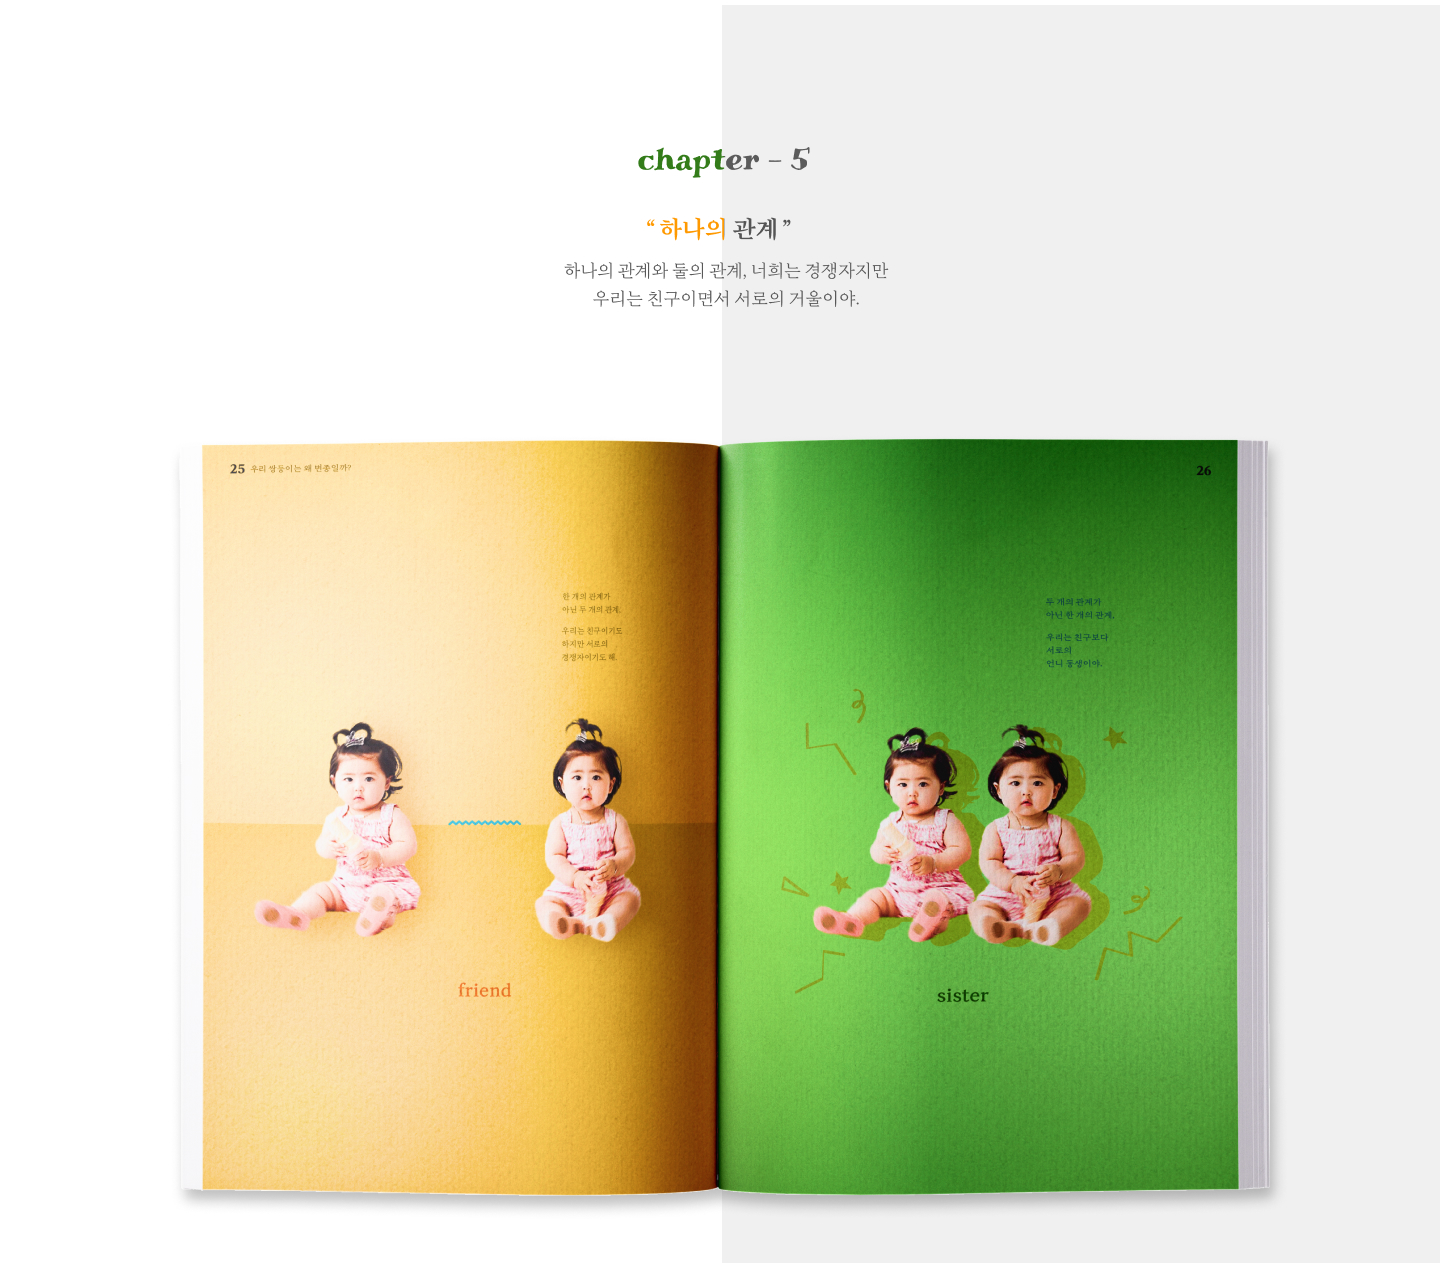 chapter - 5
“ 하나의 관계 ”
하나의 관계와 둘의 관계, 너희는 경쟁자지만
우리는 친구이면서 서로의 거울이야.
25 우리 쌍둥이는 왜 변종일까?
한 개의 관계가
아닌 두 개의 관계,
우리는 친구이기도
하지만 서로의
경쟁자이기도 해.
friend
26
두 개의 관계가
아닌 한 개의 관계,
우리는 친구보다
서로의
언니 동생이야.
sister